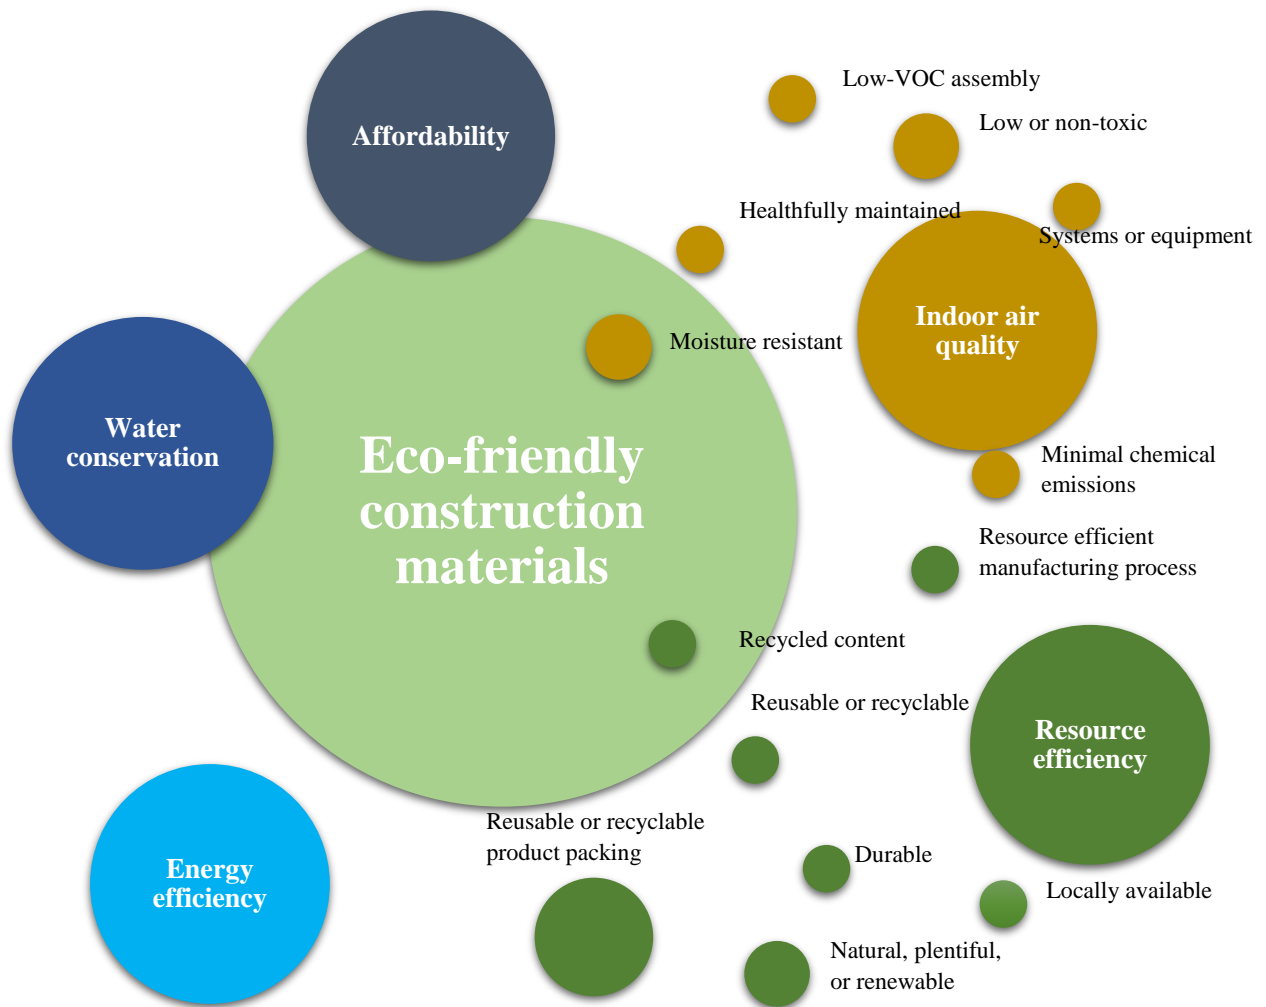 Affordability
Low-VOC assembly
Low or non-toxic
Healthfully maintained
Systems or equipment
Indoor air
quality
Moisture resistant
Water
conservation
Eco-friendly
construction
materials
Minimal chemical
emissions
Resource efficient
manufacturing process
Recycled content
Reusable or recyclable
Resource
efficiency
Reusable or recyclable
product packing
Durable
Energy
efficiency
Locally available
Natural, plentiful,
or renewable